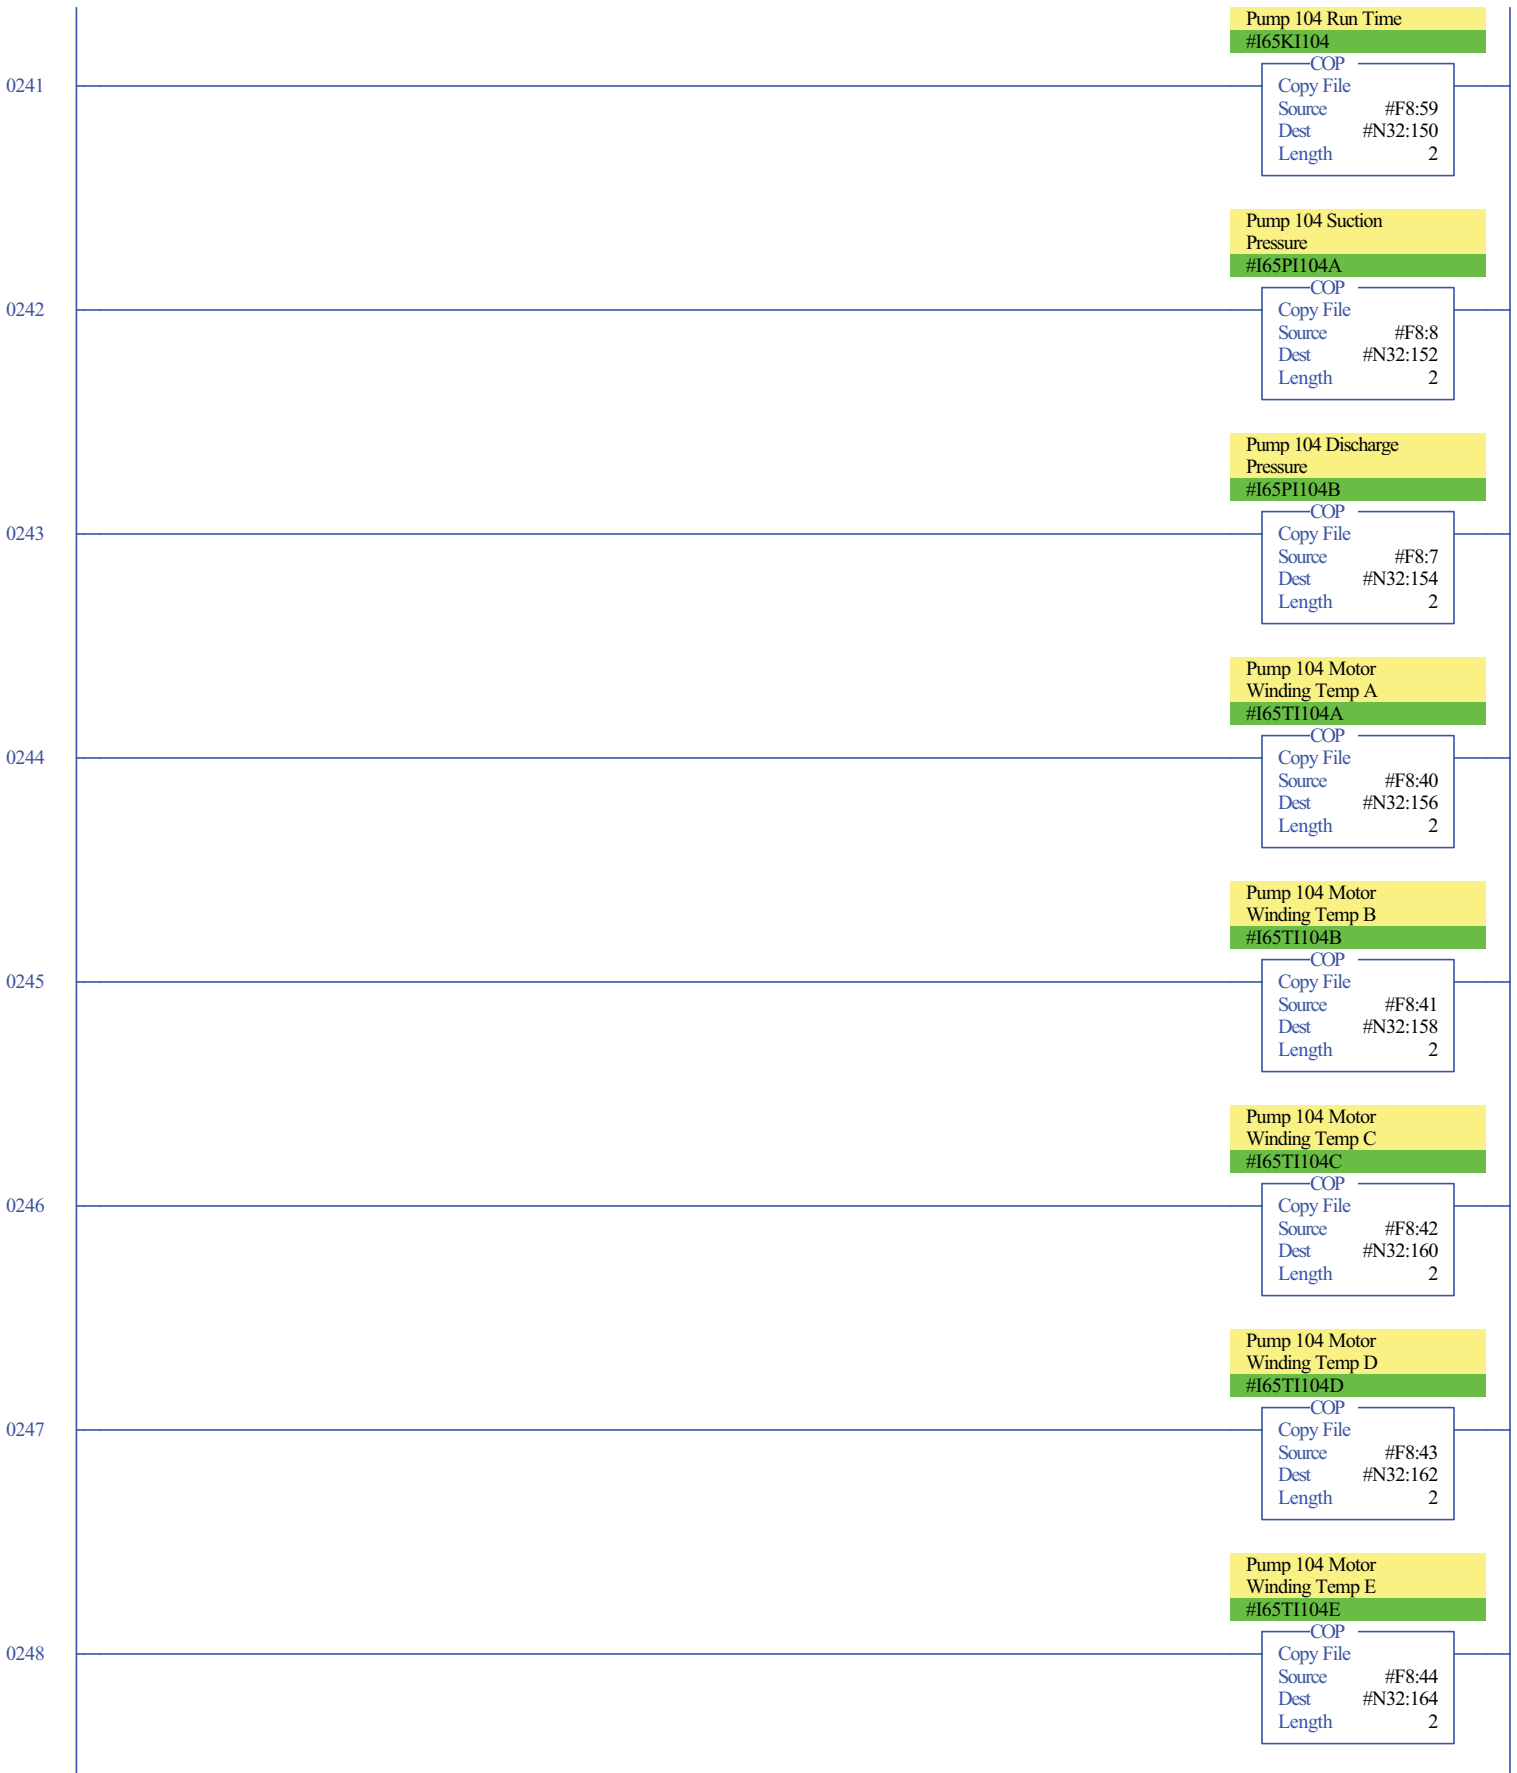 Pump 104 Run Time
#I65KI104
COP
0241
Copy File
Source #F8:59
Dest #N32:150
Length 2
Pump 104 Suction
Pressure
#I65PI104A
COP
0242
Copy File
Source #F8:8
Dest #N32:152
Length 2
Pump 104 Discharge
Pressure
#I65PI104B
COP
0243
Copy File
Source #F8:7
Dest #N32:154
Length 2
Pump 104 Motor
Winding Temp A
#I65TI104A
COP
0244
Copy File
Source #F8:40
Dest #N32:156
Length 2
Pump 104 Motor
Winding Temp B
#I65TI104B
COP
0245
Copy File
Source #F8:41
Dest #N32:158
Length 2
Pump 104 Motor
Winding Temp C
#I65TI104C
COP
0246
Copy File
Source #F8:42
Dest #N32:160
Length 2
Pump 104 Motor
Winding Temp D
#I65TI104D
COP
0247
Copy File
Source #F8:43
Dest #N32:162
Length 2
Pump 104 Motor
Winding Temp E
#I65TI104E
COP
0248
Copy File
Source #F8:44
Dest #N32:164
Length 2